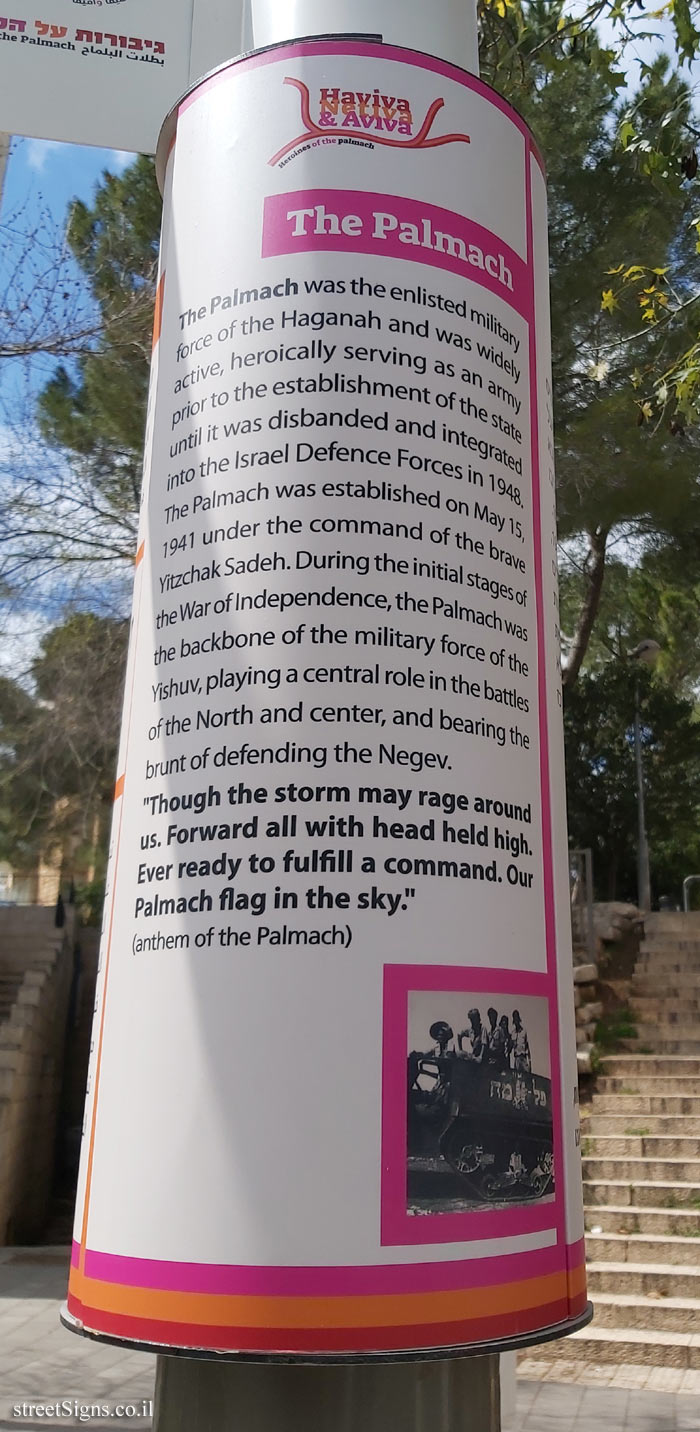 גיבורות על הפ
the Palmach بطلات البلماح
Haviva
Netiva
& Aviva
Heroines of the palmach
The Palmach
The Palmach was the enlisted military
force of the Haganah and was widely
active, heroically serving as an army
prior to the establishment of the state
until it was disbanded and integrated
into the Israel Defence Forces in 1948.
The Palmach was established on May 15,
1941 under the command of the brave
Yitzchak Sadeh. During the initial stages of
the War of Independence, the Palmach was
the backbone of the military force of the
Yishuv, playing a central role in the battles
of the North and center, and bearing the
brunt of defending the Negev.
"Though the storm may rage around
us. Forward all with head held high.
Ever ready to fulfill a command. Our
Palmach flag in the sky."
(anthem of the Palmach)
streetSigns.co.il